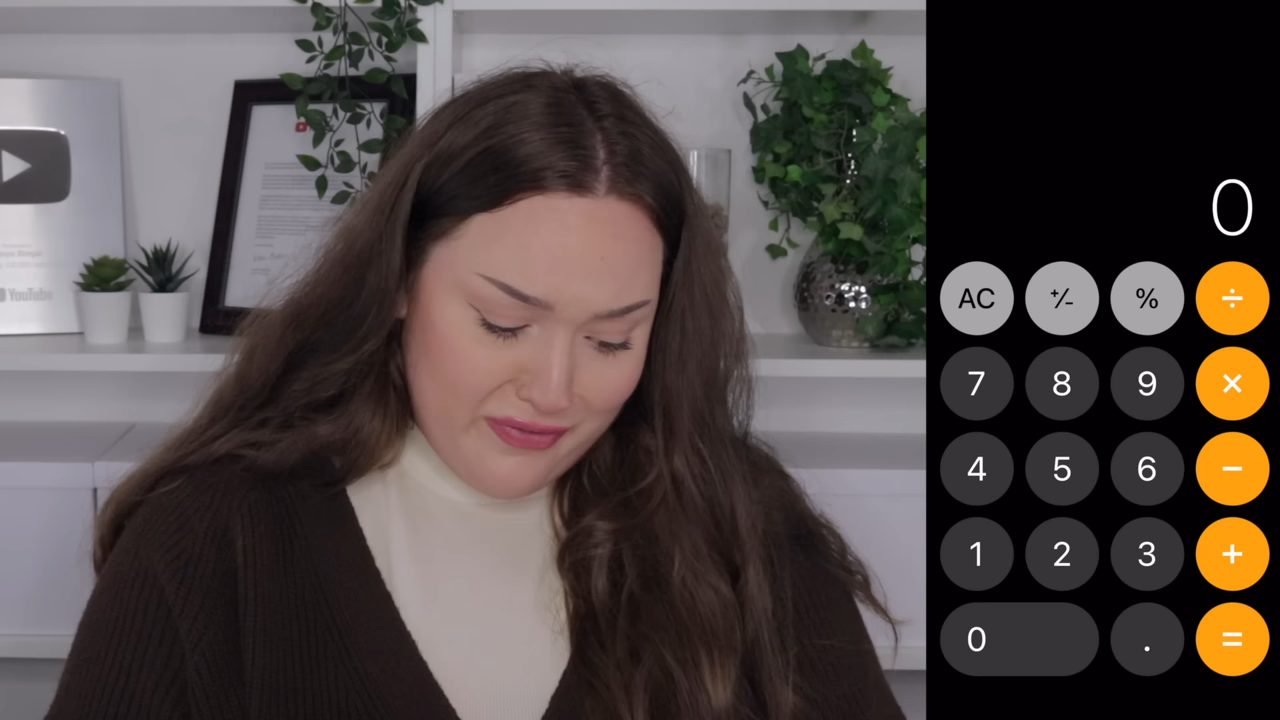 YouTube
0
AC +/- % ÷
7 8 9 ×
4 5 6 −
1 2 3 +
0 . =